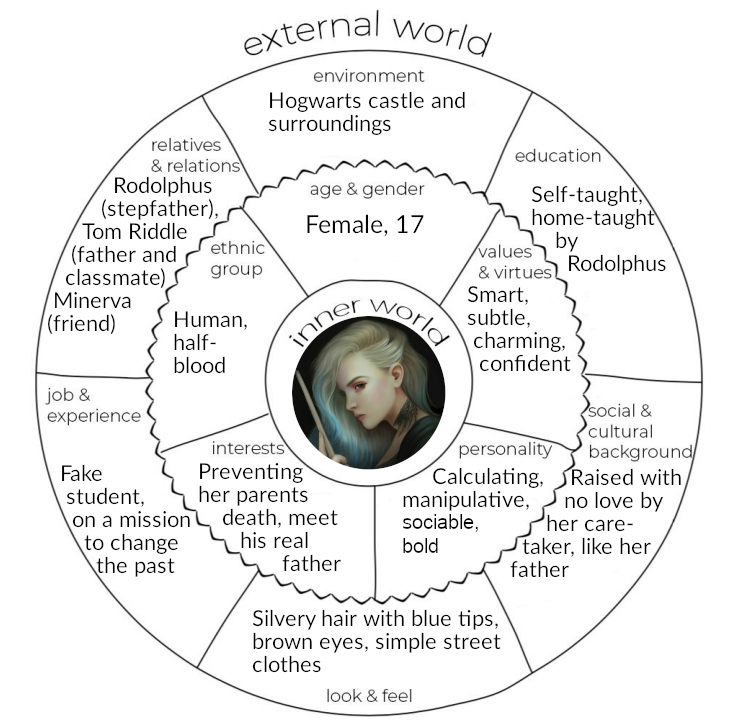 external world
environment
Hogwarts castle and
surroundings
relatives
& relations
Rodolphus
(stepfather),
Tom Riddle
(father and
classmate)
Minerva
(friend)
education
Self-taught,
home-taught
by
Rodolphus
age & gender
Female, 17
ethnic
group
Human,
half-
blood
values
& virtues
Smart,
subtle,
charming,
confident
inner world
job &
experience
Fake
student,
on a mission
to change
the past
interests
Preventing
her parents
death, meet
his real
father
personality
Calculating,
manipulative,
sociable,
bold
social &
cultural
background
Raised with
no love by
her care-
taker, like her
father
Silvery hair with blue tips,
brown eyes, simple street
clothes
look & feel